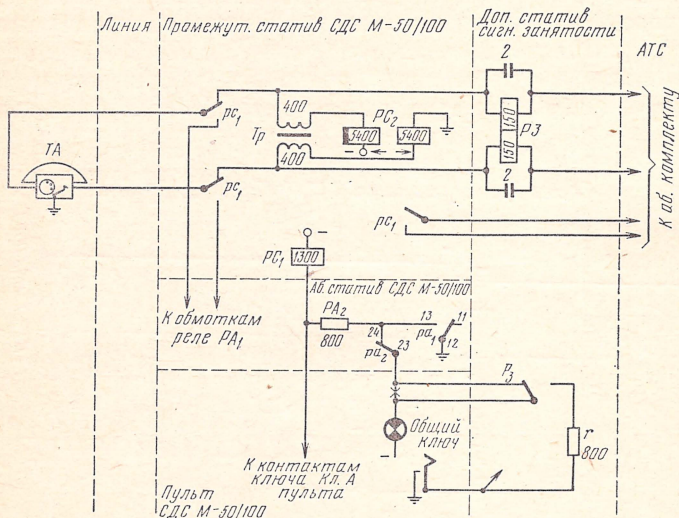 Линия
Промежут. статив СДС М-50/100
Доп. статив
сигн. занятости
АТС
ТА
рс₁
рс₁
400
Тр
400
РС₂
5400
5400
–
2
150
150
Р3
2
рс₁
К аб. комплекту
–
РС₁
1300
Аб. статив СДС М-50/100
К обмоткам
реле РА₁
РА₂
800
24
23
ра₂
13
11
ра₁
12
Р₃
Общий
ключ
–
r
800
К контактам
ключа Кл. А
пульта
Пульт
СДС М-50/100